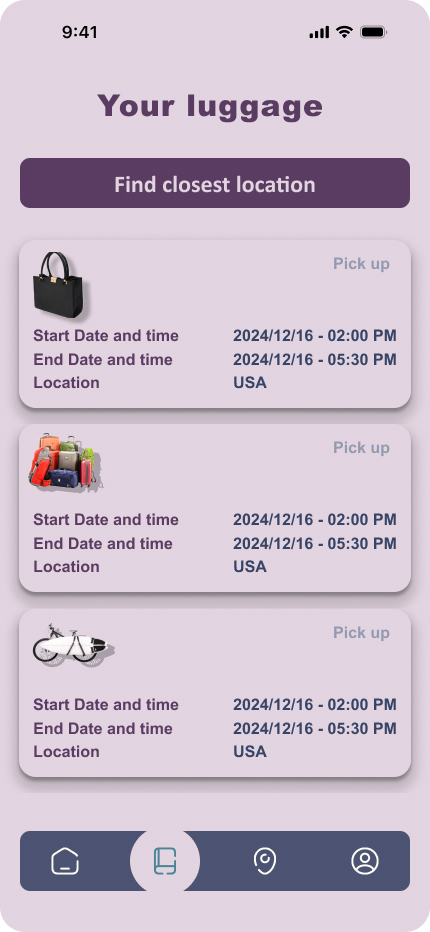 9:41
Your luggage
Find closest location
Pick up
Start Date and time 2024/12/16 - 02:00 PM
End Date and time 2024/12/16 - 05:30 PM
Location USA
Pick up
Start Date and time 2024/12/16 - 02:00 PM
End Date and time 2024/12/16 - 05:30 PM
Location USA
Pick up
Start Date and time 2024/12/16 - 02:00 PM
End Date and time 2024/12/16 - 05:30 PM
Location USA